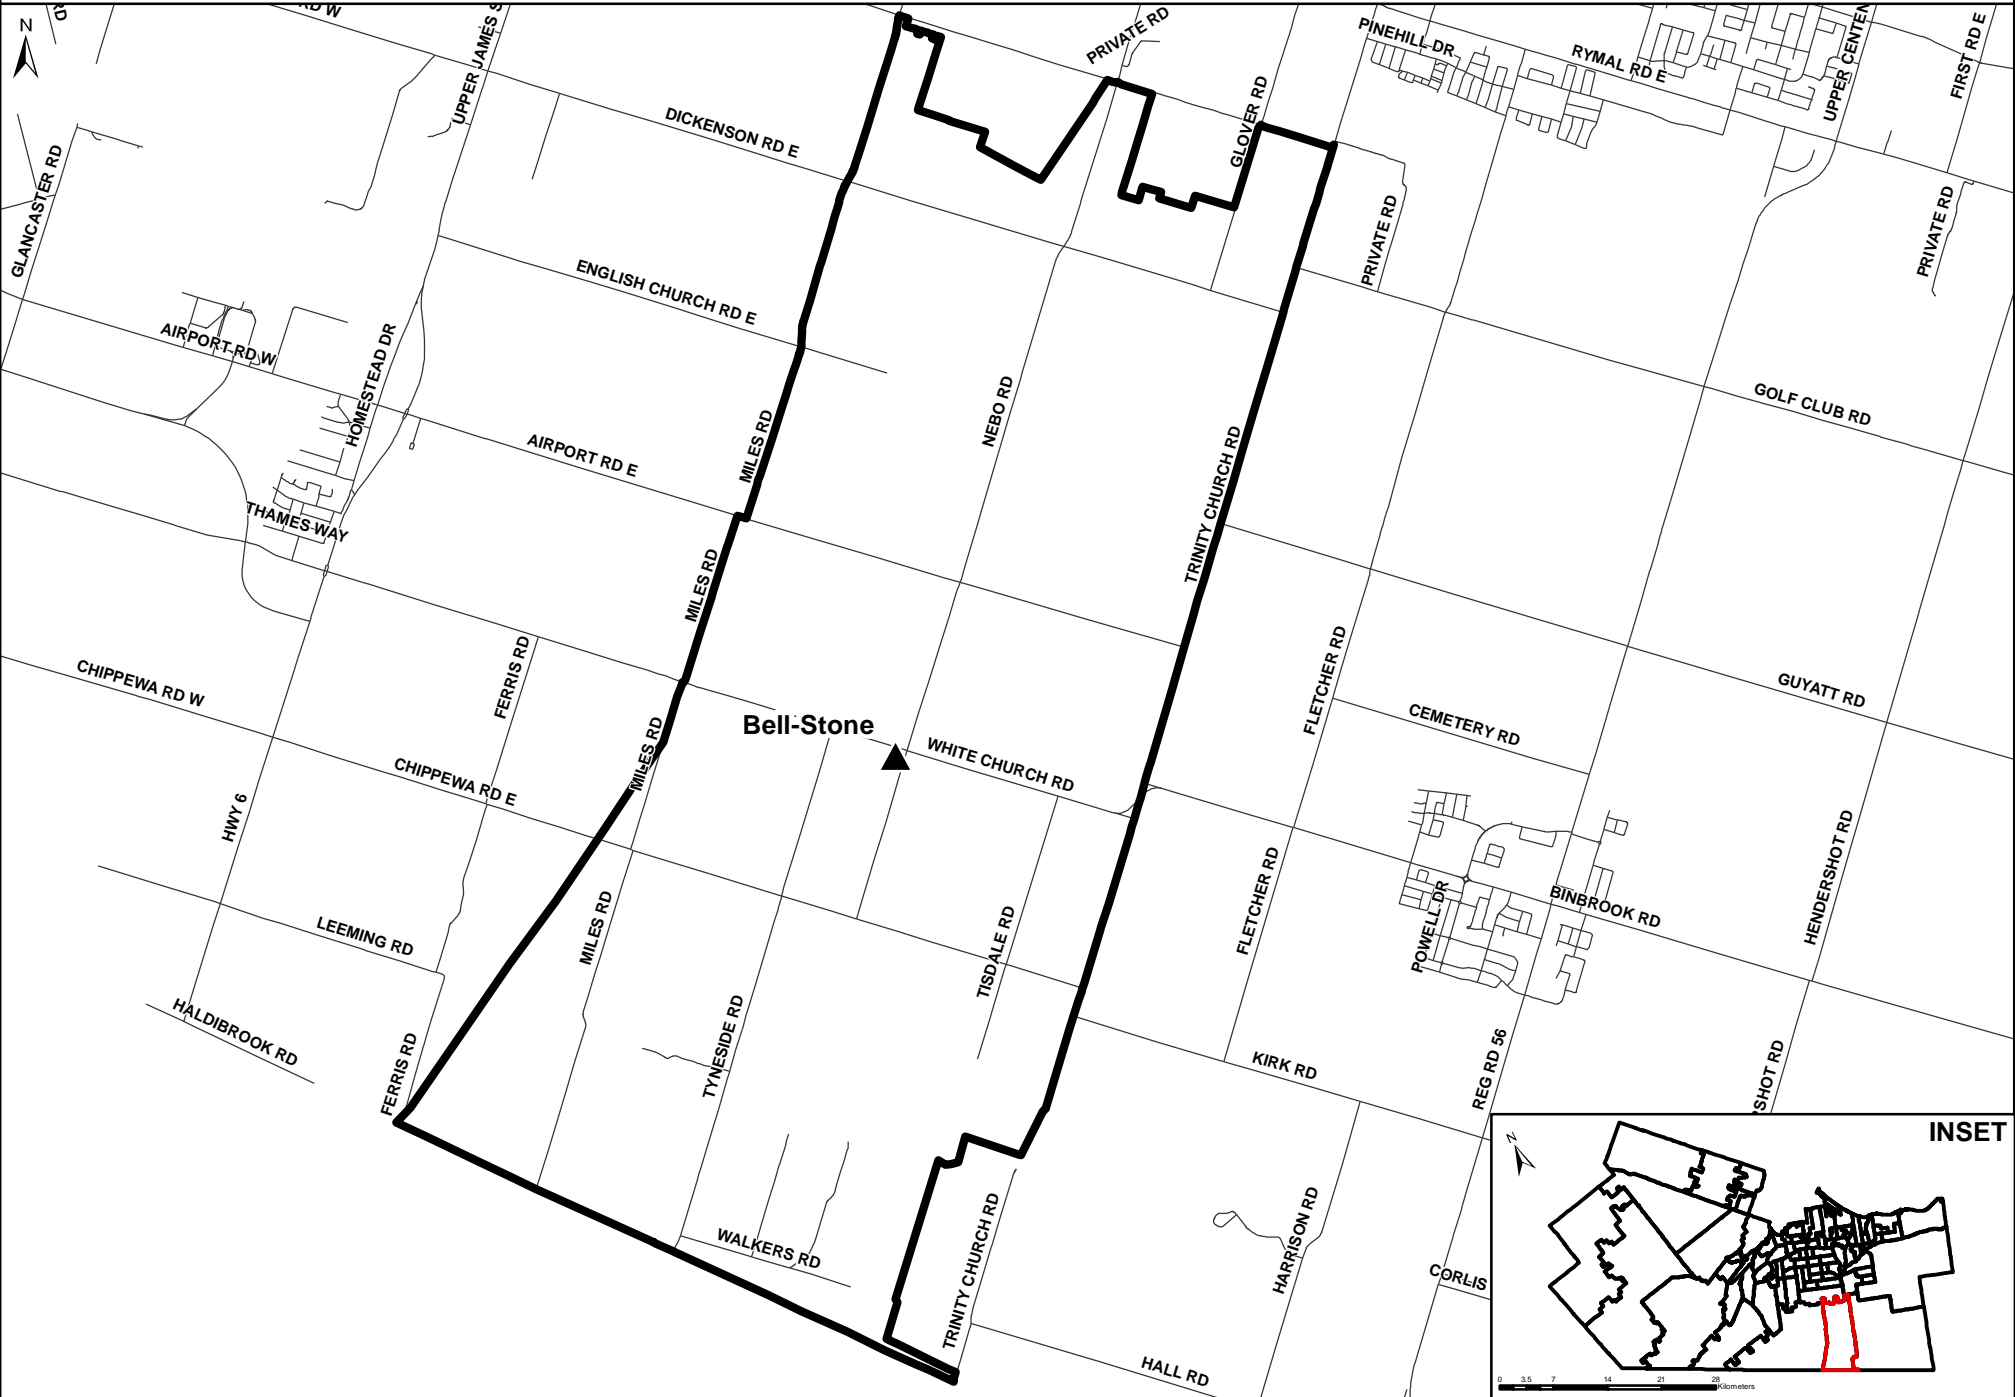 N
RD
RD W
UPPER JAMES S
PRIVATE RD
PINEHILL DR
RYMAL RD E
UPPER CENTEN
FIRST RD E
DICKENSON RD E
GLOVER RD
GLANCASTER RD
PRIVATE RD
PRIVATE RD
ENGLISH CHURCH RD E
AIRPORT RD W
HOMESTEAD DR
NEBO RD
GOLF CLUB RD
MILES RD
AIRPORT RD E
TRINITY CHURCH RD
THAMES WAY
MILES RD
FERRIS RD
FLETCHER RD
CHIPPEWA RD W
GUYATT RD
CEMETERY RD
Bell-Stone
MILES RD
WHITE CHURCH RD
CHIPPEWA RD E
HWY 6
HENDERSHOT RD
FLETCHER RD
POWELL DR
BINBROOK RD
MILES RD
LEEMING RD
TISDALE RD
HALDIBROOK RD
TYNESIDE RD
FERRIS RD
KIRK RD
REG RD 56
RSHOT RD
WALKERS RD
TRINITY CHURCH RD
HARRISON RD
CORLIS
HALL RD
INSET
N
0 3.5 7 14 21 28
Kilometers